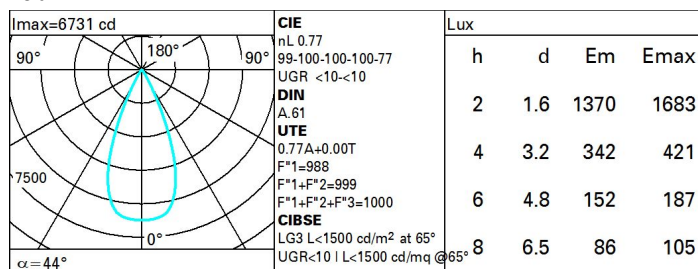 Imax=6731 cd
90° 180° 90°
7500
0°
α=44°
CIE
nL 0.77
99-100-100-100-77
UGR <10-<10
DIN
A.61
UTE
0.77A+0.00T
F"1=988
F"1+F"2=999
F"1+F"2+F"3=1000
CIBSE
LG3 L<1500 cd/m² at 65°
UGR<10 | L<1500 cd/mq @65°
Lux
h d Em Emax
2 1.6 1370 1683
4 3.2 342 421
6 4.8 152 187
8 6.5 86 105